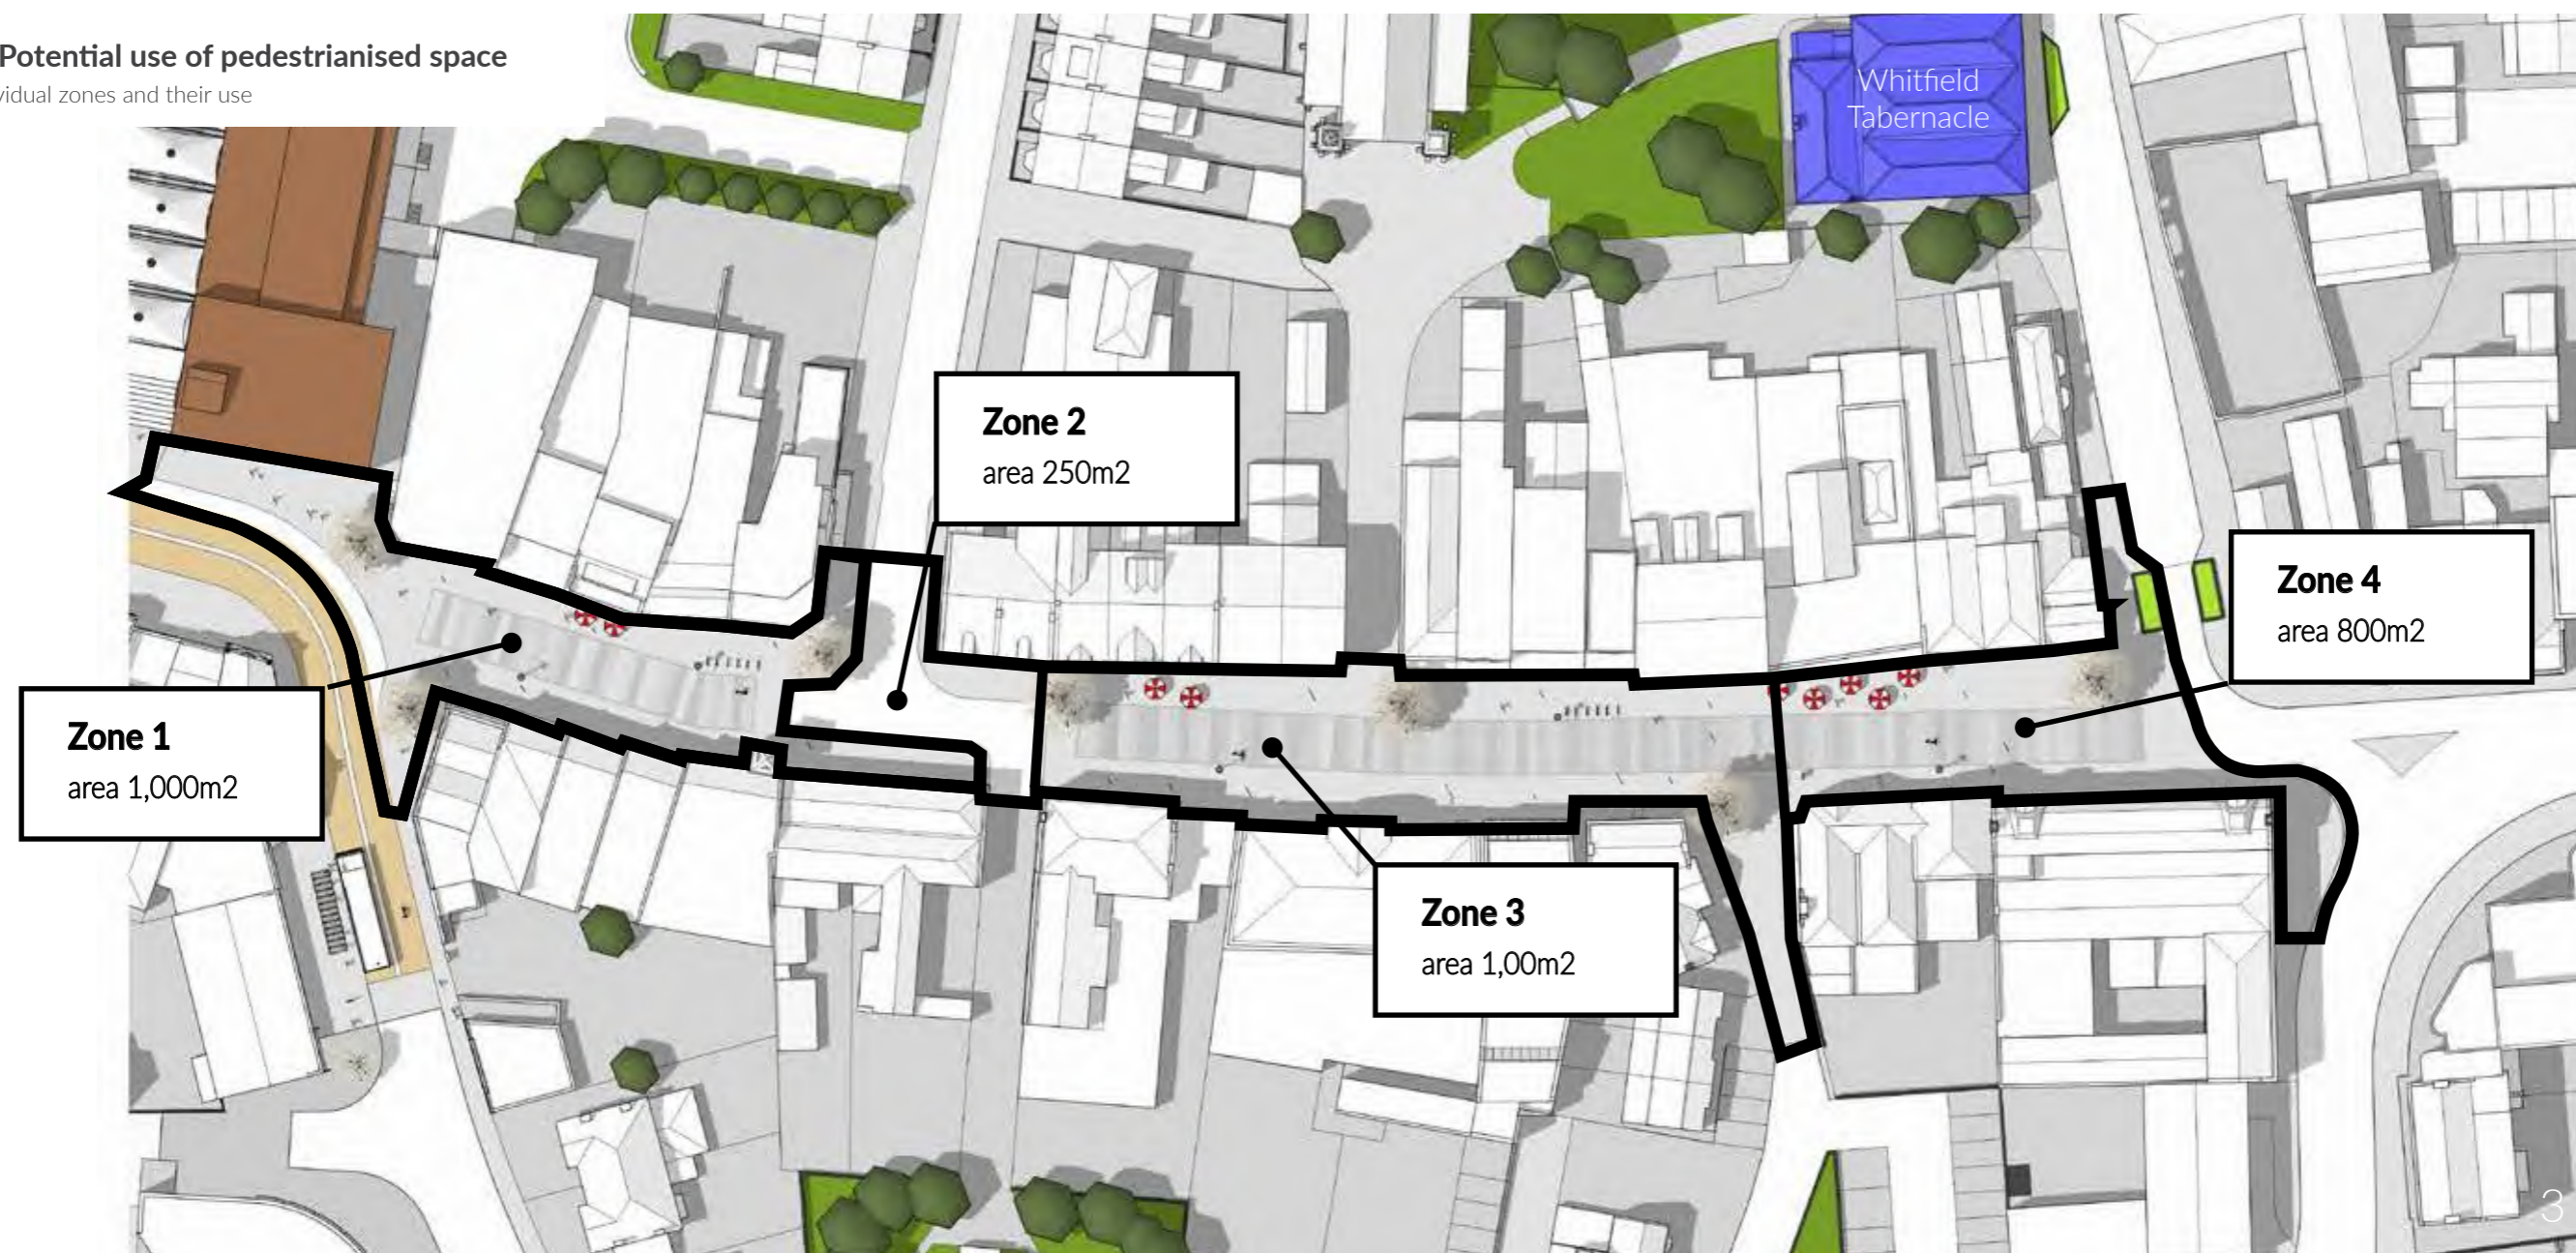 Potential use of pedestrianised space
vidual zones and their use
Whitfield
Tabernacle
Zone 2
area 250m2
Zone 4
area 800m2
Zone 1
area 1,000m2
Zone 3
area 1,00m2
3